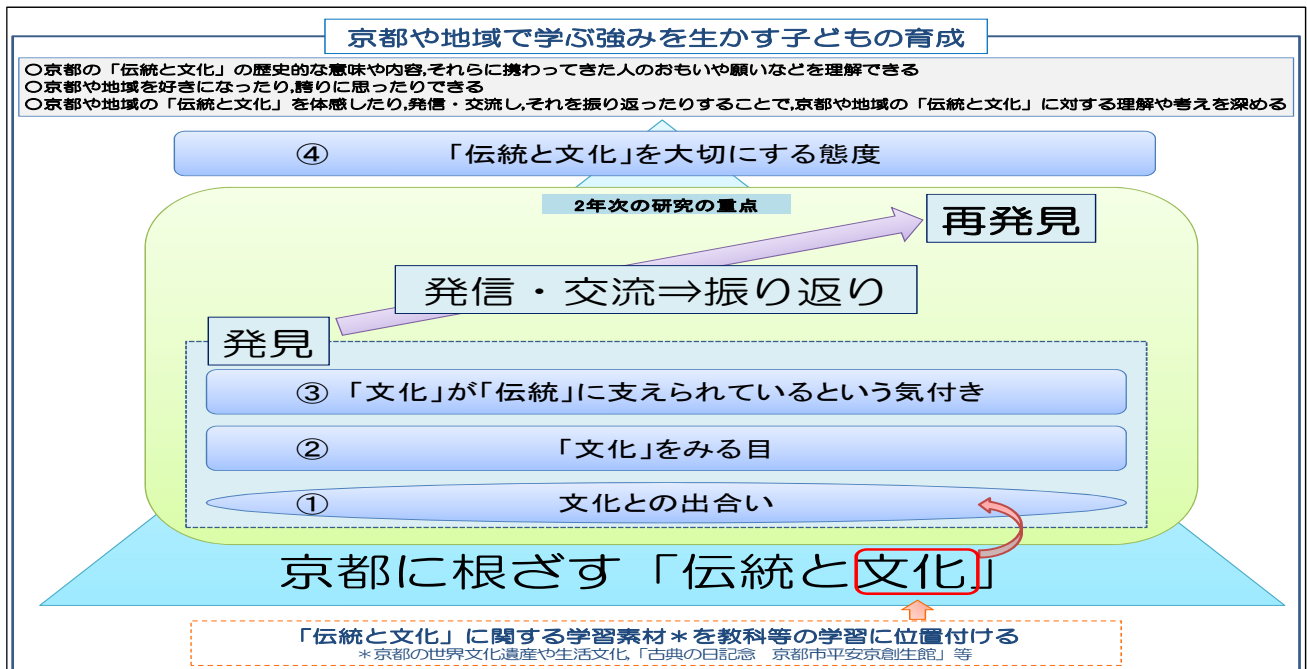 京都や地域で学ぶ強みを生かす子どもの育成
○京都の「伝統と文化」の歴史的な意味や内容,それらに携わってきた人のおもいや願いなどを理解できる
○京都や地域を好きになったり,誇りに思ったりできる
○京都や地域の「伝統と文化」を体感したり,発信・交流し,それを振り返ったりすることで,京都や地域の「伝統と文化」に対する理解や考えを深める
④ 「伝統と文化」を大切にする態度
2年次の研究の重点
再発見
発信・交流⇒振り返り
発見
③ 「文化」が「伝統」に支えられているという気付き
② 「文化」をみる目
① 文化との出合い
京都に根ざす「伝統と文化」
「伝統と文化」に関する学習素材＊を教科等の学習に位置付ける
＊京都の世界文化遺産や生活文化,「古典の日記念　京都市平安京創生館」等